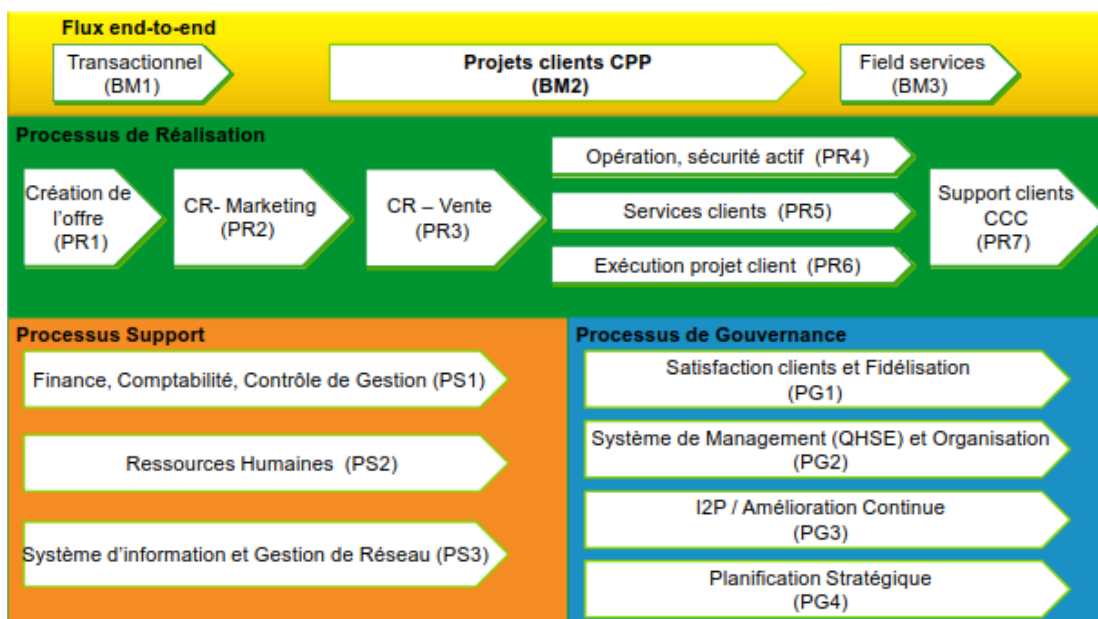 Flux end-to-end
Transactionnel
(BM1)
Projets clients CPP
(BM2)
Field services
(BM3)
Processus de Réalisation
Création de
l’offre
(PR1)
CR- Marketing
(PR2)
CR – Vente
(PR3)
Opération, sécurité actif (PR4)
Services clients (PR5)
Exécution projet client (PR6)
Support clients
CCC
(PR7)
Processus Support
Finance, Comptabilité, Contrôle de Gestion (PS1)
Ressources Humaines (PS2)
Système d’information et Gestion de Réseau (PS3)
Processus de Gouvernance
Satisfaction clients et Fidélisation
(PG1)
Système de Management (QHSE) et Organisation
(PG2)
I2P / Amélioration Continue
(PG3)
Planification Stratégique
(PG4)